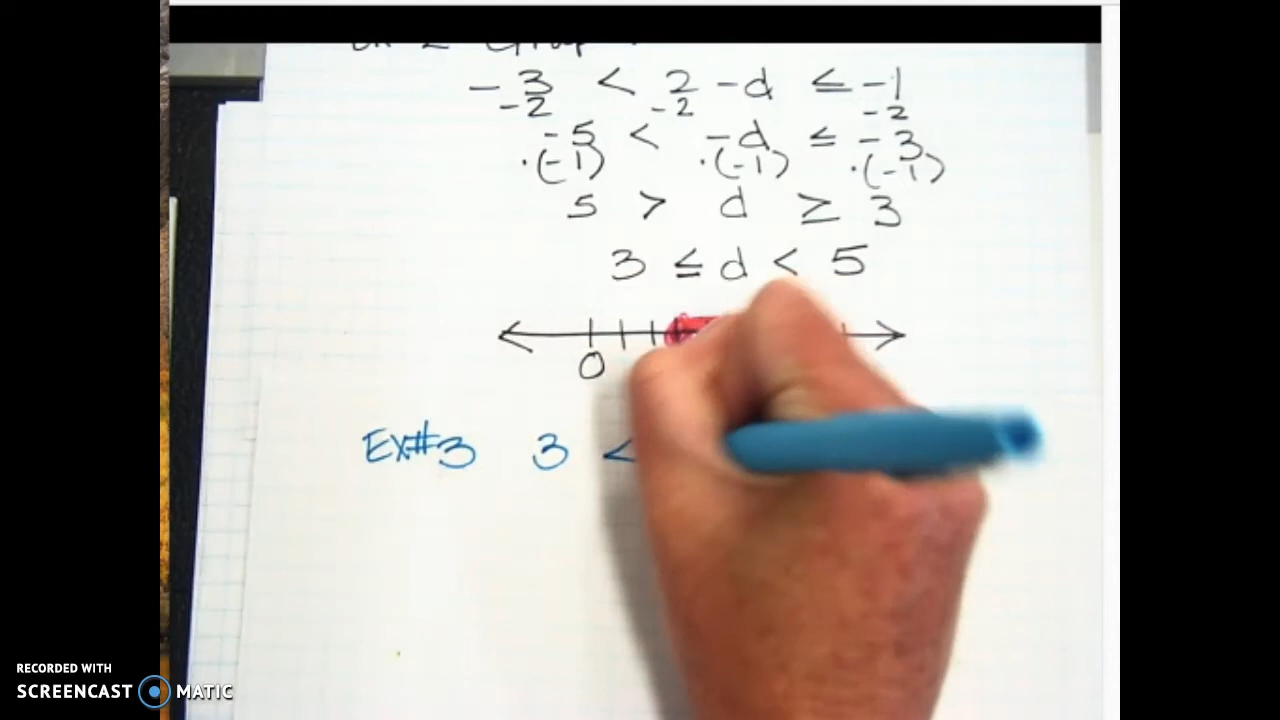 -3 < 2 -d ≤ -1
-2 -2 -2
-5 < -d ≤ -3
·(-1) ·(-1) ·(-1)
5 > d ≥ 3
3 ≤ d < 5
0
Ex#3 3 <
RECORDED WITH
SCREENCAST MATIC